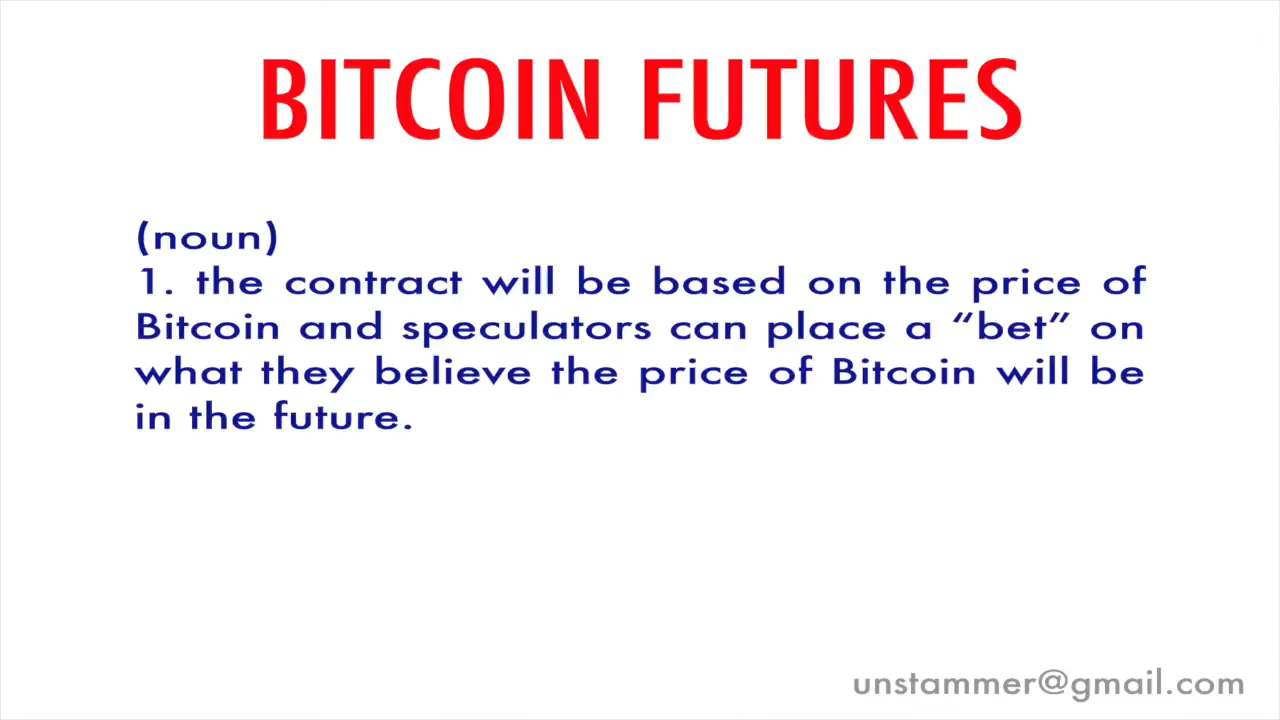 BITCOIN FUTURES
(noun)
1. the contract will be based on the price of
Bitcoin and speculators can place a “bet” on
what they believe the price of Bitcoin will be
in the future.
unstammer@gmail.com